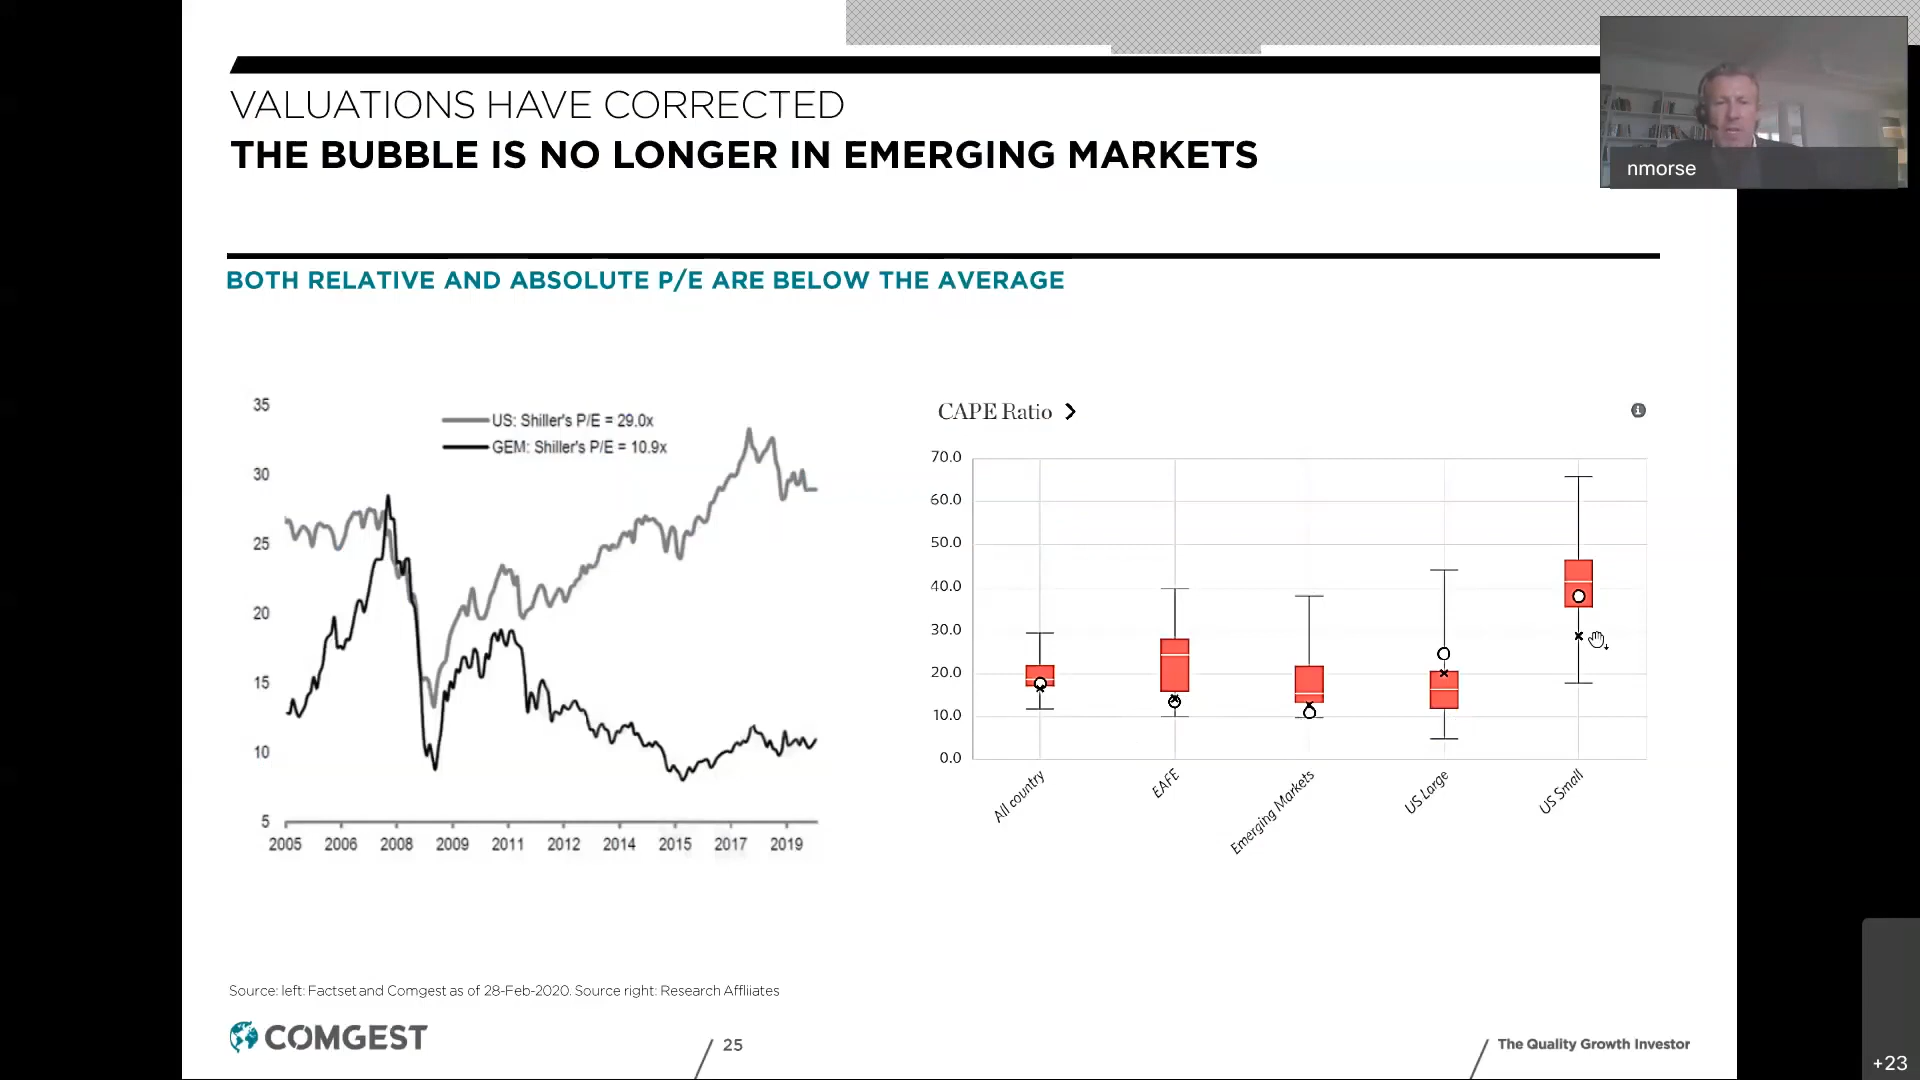 VALUATIONS HAVE CORRECTED
THE BUBBLE IS NO LONGER IN EMERGING MARKETS
nmorse
BOTH RELATIVE AND ABSOLUTE P/E ARE BELOW THE AVERAGE
US: Shiller's P/E = 29.0x
GEM: Shiller's P/E = 10.9x
35
30
25
20
15
10
5
2005 2006 2008 2009 2011 2012 2014 2015 2017 2019
CAPE Ratio
70.0
60.0
50.0
40.0
30.0
20.0
10.0
0.0
All country
EAFE
Emerging Markets
US Large
US Small
Source: left: Factset and Comgest as of 28-Feb-2020. Source right: Research Affliiates
COMGEST
25
The Quality Growth Investor
+23